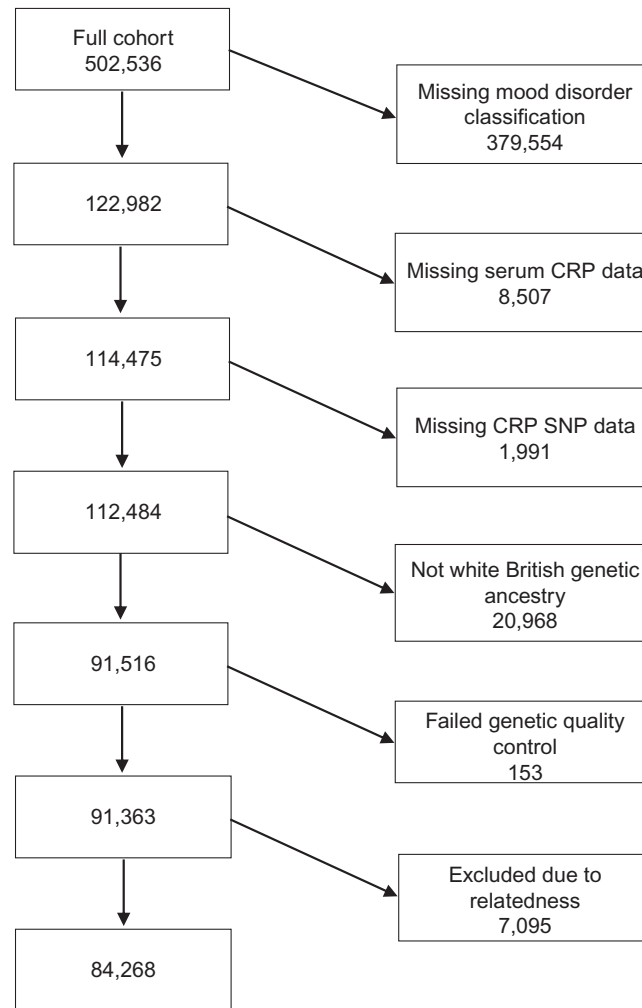 Full cohort
502,536
Missing mood disorder
classification
379,554
122,982
Missing serum CRP data
8,507
114,475
Missing CRP SNP data
1,991
112,484
Not white British genetic
ancestry
20,968
91,516
Failed genetic quality
control
153
91,363
Excluded due to
relatedness
7,095
84,268